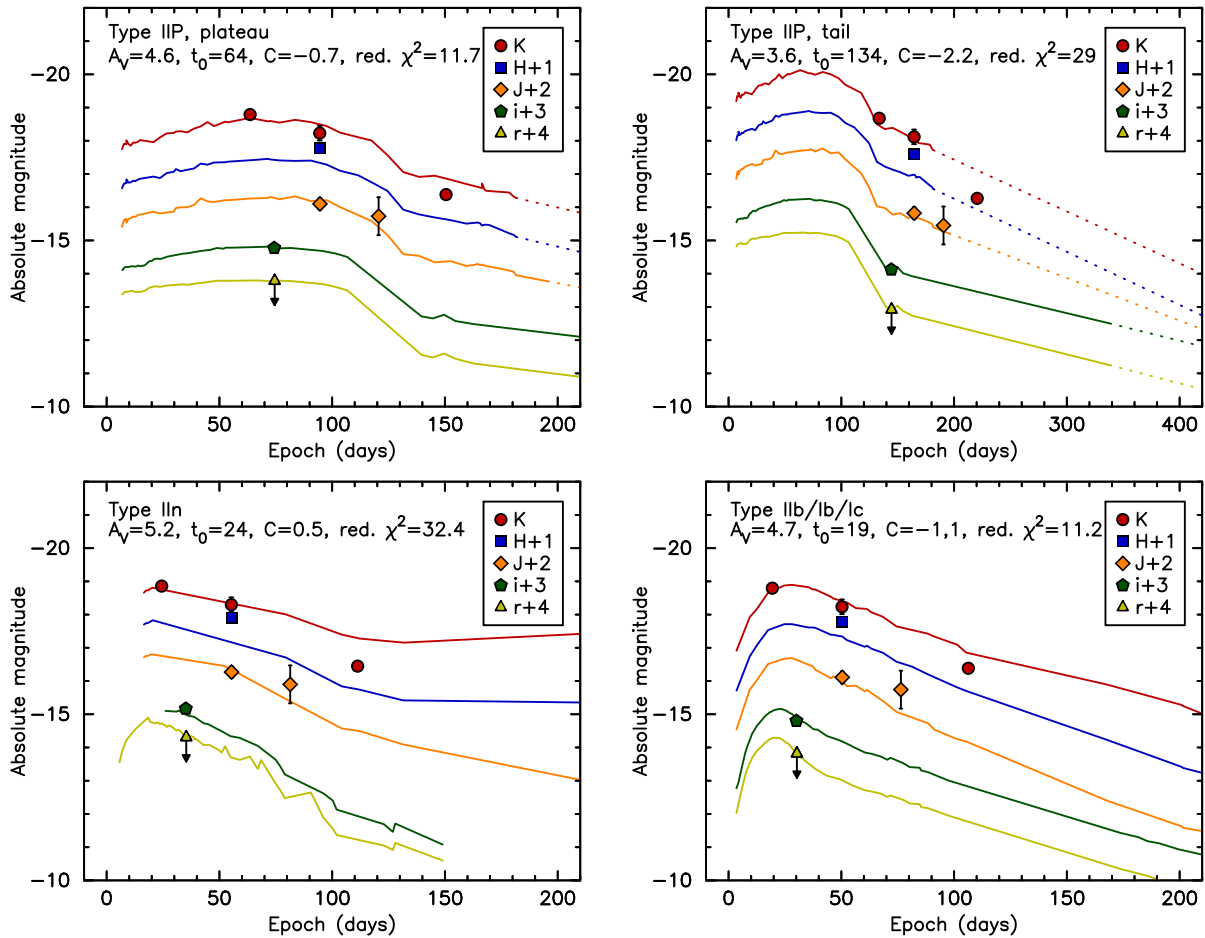 Type IIP, plateau
A_V=4.6, t_0=64, C=−0.7, red. χ²=11.7
K
H+1
J+2
i+3
r+4
−20
−15
−10
Absolute magnitude
0 50 100 150 200
Epoch (days)
Type IIP, tail
A_V=3.6, t_0=134, C=−2.2, red. χ²=29
K
H+1
J+2
i+3
r+4
−20
−15
−10
Absolute magnitude
0 100 200 300 400
Epoch (days)
Type IIn
A_V=5.2, t_0=24, C=0.5, red. χ²=32.4
K
H+1
J+2
i+3
r+4
−20
−15
−10
Absolute magnitude
0 50 100 150 200
Epoch (days)
Type IIb/Ib/Ic
A_V=4.7, t_0=19, C=−1,1, red. χ²=11.2
K
H+1
J+2
i+3
r+4
−20
−15
−10
Absolute magnitude
0 50 100 150 200
Epoch (days)